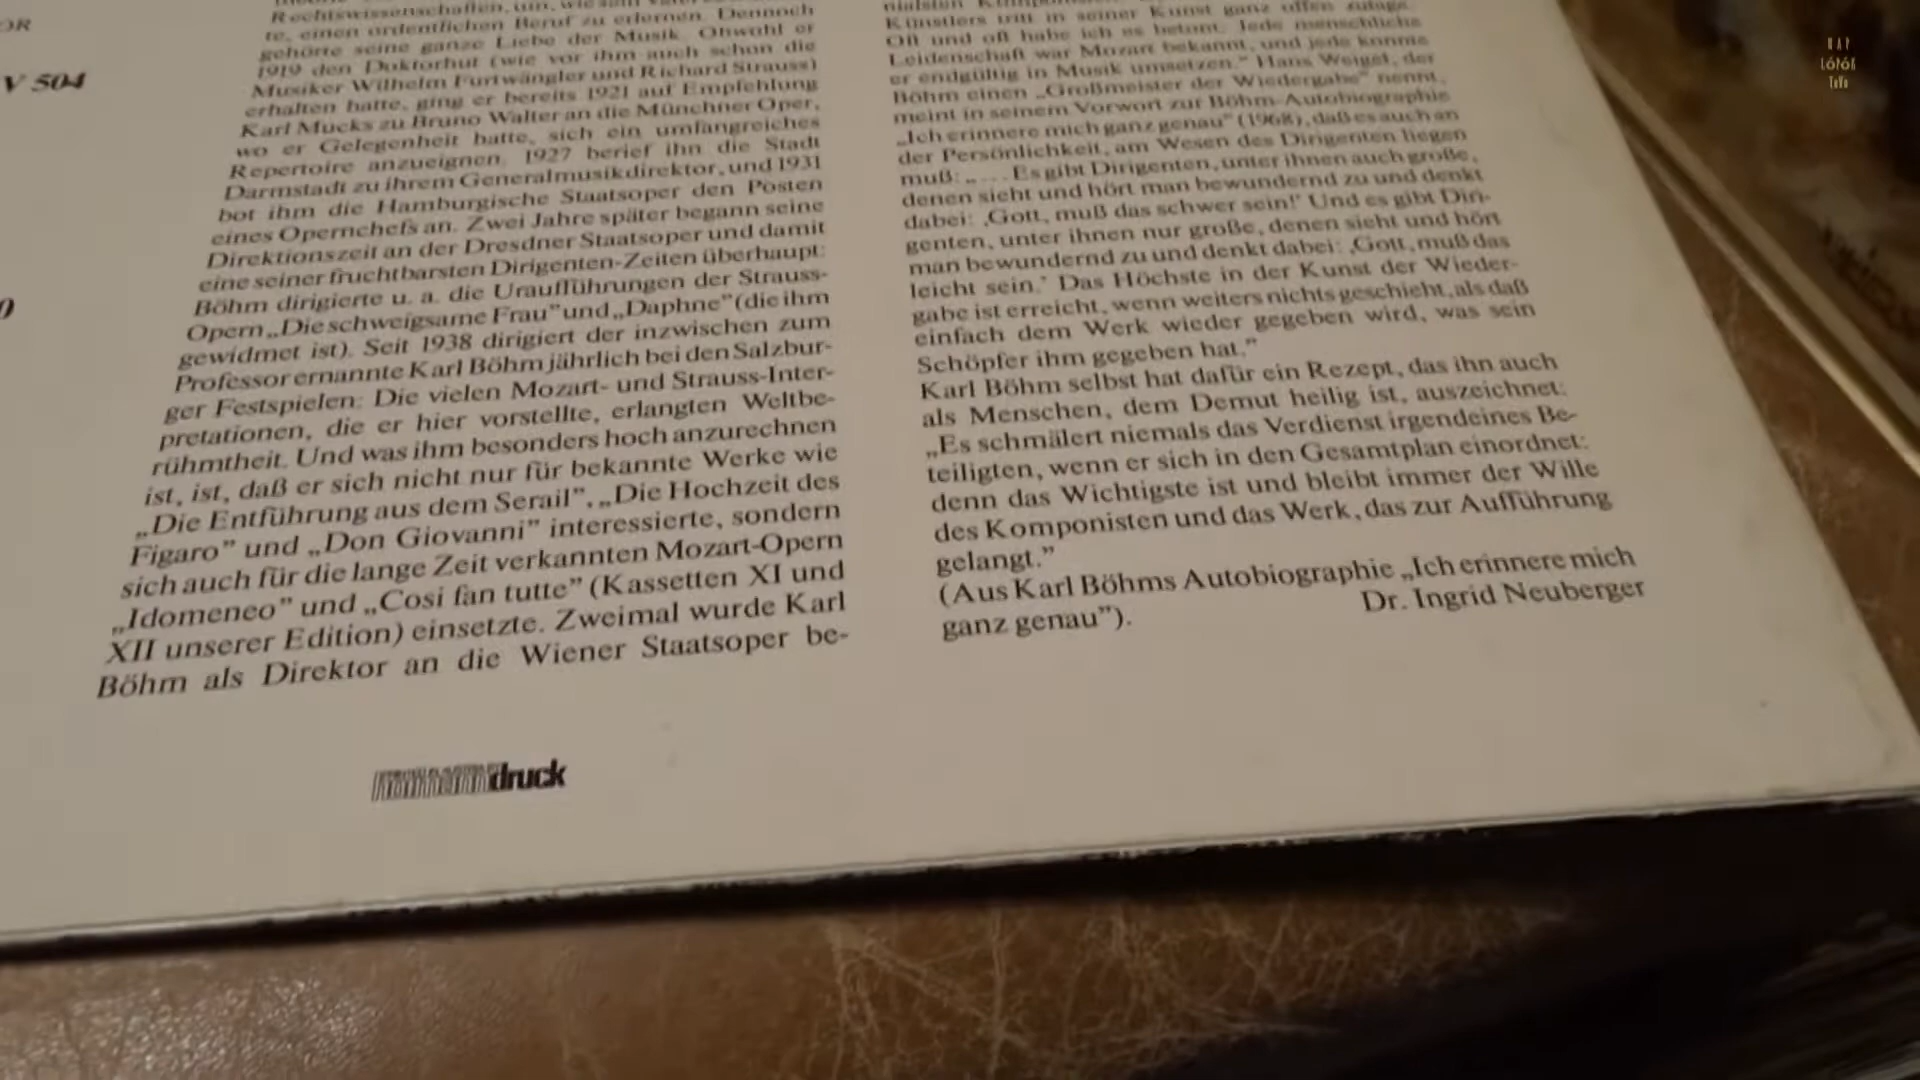 OR
V 504
Rechtswissenschaften, um, wie sein
te, einen ordentlichen Beruf zu erlernen. Dennoch
gehörte seine ganze Liebe der Musik. Obwohl er
1919 den Doktorhut (wie vor ihm auch schon die
Musiker Wilhelm Furtwängler und Richard Strauss)
erhalten hatte, ging er bereits 1921 auf Empfehlung
Karl Mucks zu Bruno Walter an die Münchner Oper,
wo er Gelegenheit hatte, sich ein umfangreiches
Repertoire anzueignen. 1927 berief ihn die Stadt
Darmstadt zu ihrem Generalmusikdirektor, und 1931
bot ihm die Hamburgische Staatsoper den Posten
eines Opernchefs an. Zwei Jahre später begann seine
Direktionszeit an der Dresdner Staatsoper und damit
eine seiner fruchtbarsten Dirigenten-Zeiten überhaupt:
Böhm dirigierte u. a. die Uraufführungen der Strauss-
Opern „Die schweigsame Frau” und „Daphne” (die ihm
gewidmet ist). Seit 1938 dirigiert der inzwischen zum
Professor ernannte Karl Böhm jährlich bei den Salzbur-
ger Festspielen: Die vielen Mozart- und Strauss-Inter-
pretationen, die er hier vorstellte, erlangten Weltbe-
rühmtheit. Und was ihm besonders hoch anzurechnen
ist, ist, daß er sich nicht nur für bekannte Werke wie
„Die Entführung aus dem Serail”, „Die Hochzeit des
Figaro” und „Don Giovanni” interessierte, sondern
sich auch für die lange Zeit verkannten Mozart-Opern
„Idomeneo” und „Cosi fan tutte” (Kassetten XI und
XII unserer Edition) einsetzte. Zweimal wurde Karl
Böhm als Direktor an die Wiener Staatsoper be-
Künstlers tritt in seiner Kunst ganz offen zutage.
Oft und oft habe ich es betont: Jede menschliche
Leidenschaft war Mozart bekannt, und jede konnte
er endgültig in Musik umsetzen.” Hans Weigel, der
Böhm einen „Großmeister der Wiedergabe” nennt,
meint in seinem Vorwort zur Böhm-Autobiographie
„Ich erinnere mich ganz genau” (1968), daß es auch an
der Persönlichkeit, am Wesen des Dirigenten liegen
muß: „... . Es gibt Dirigenten, unter ihnen auch große,
denen sieht und hört man bewundernd zu und denkt
dabei: ‚Gott, muß das schwer sein!’ Und es gibt Diri-
genten, unter ihnen nur große, denen sieht und hört
man bewundernd zu und denkt dabei: ‚Gott, muß das
leicht sein.’ Das Höchste in der Kunst der Wieder-
gabe ist erreicht, wenn weiters nichts geschieht, als daß
einfach dem Werk wieder gegeben wird, was sein
Schöpfer ihm gegeben hat.”
Karl Böhm selbst hat dafür ein Rezept, das ihn auch
als Menschen, dem Demut heilig ist, auszeichnet:
„Es schmälert niemals das Verdienst irgendeines Be-
teiligten, wenn er sich in den Gesamtplan einordnet:
denn das Wichtigste ist und bleibt immer der Wille
des Komponisten und das Werk, das zur Aufführung
gelangt.”
(Aus Karl Böhms Autobiographie „Ich erinnere mich
ganz genau”).
Dr. Ingrid Neuberger
druck